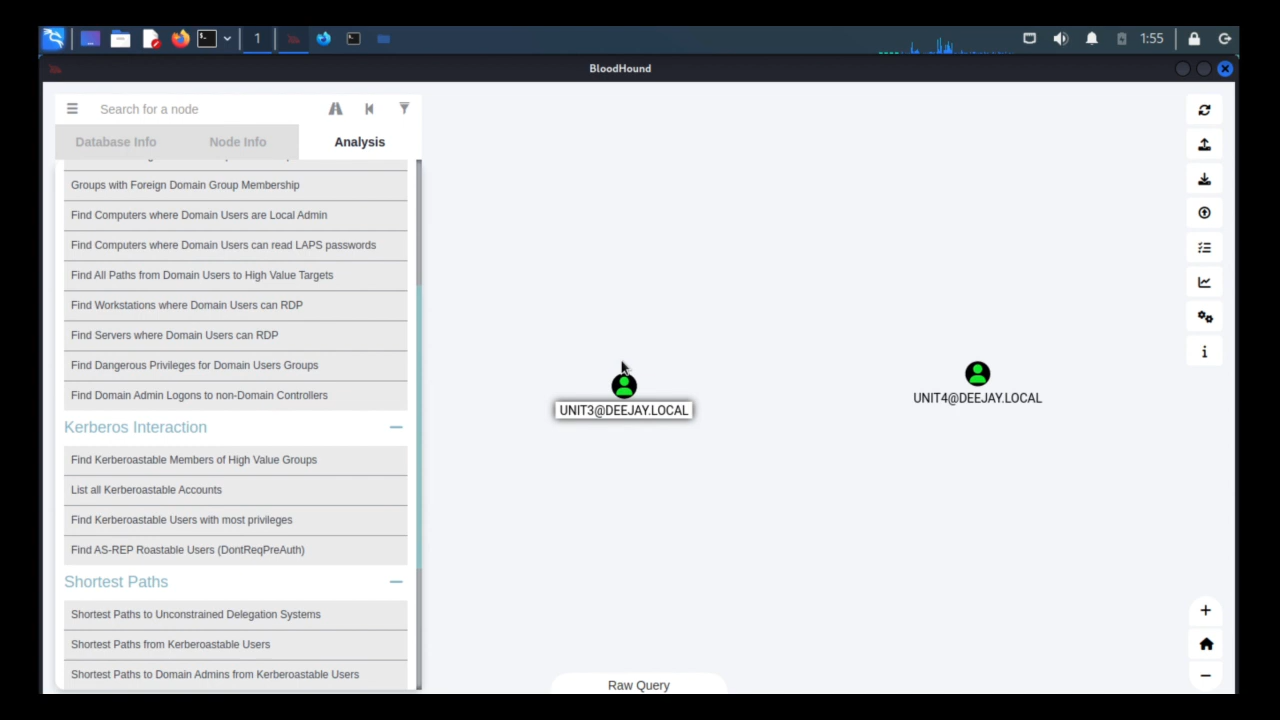 1
1:55
BloodHound
Search for a node
Database Info
Node Info
Analysis
Groups with Foreign Domain Group Membership
Find Computers where Domain Users are Local Admin
Find Computers where Domain Users can read LAPS passwords
Find All Paths from Domain Users to High Value Targets
Find Workstations where Domain Users can RDP
Find Servers where Domain Users can RDP
Find Dangerous Privileges for Domain Users Groups
Find Domain Admin Logons to non-Domain Controllers
Kerberos Interaction
Find Kerberoastable Members of High Value Groups
List all Kerberoastable Accounts
Find Kerberoastable Users with most privileges
Find AS-REP Roastable Users (DontReqPreAuth)
Shortest Paths
Shortest Paths to Unconstrained Delegation Systems
Shortest Paths from Kerberoastable Users
Shortest Paths to Domain Admins from Kerberoastable Users
UNIT3@DEEJAY.LOCAL
UNIT4@DEEJAY.LOCAL
Raw Query